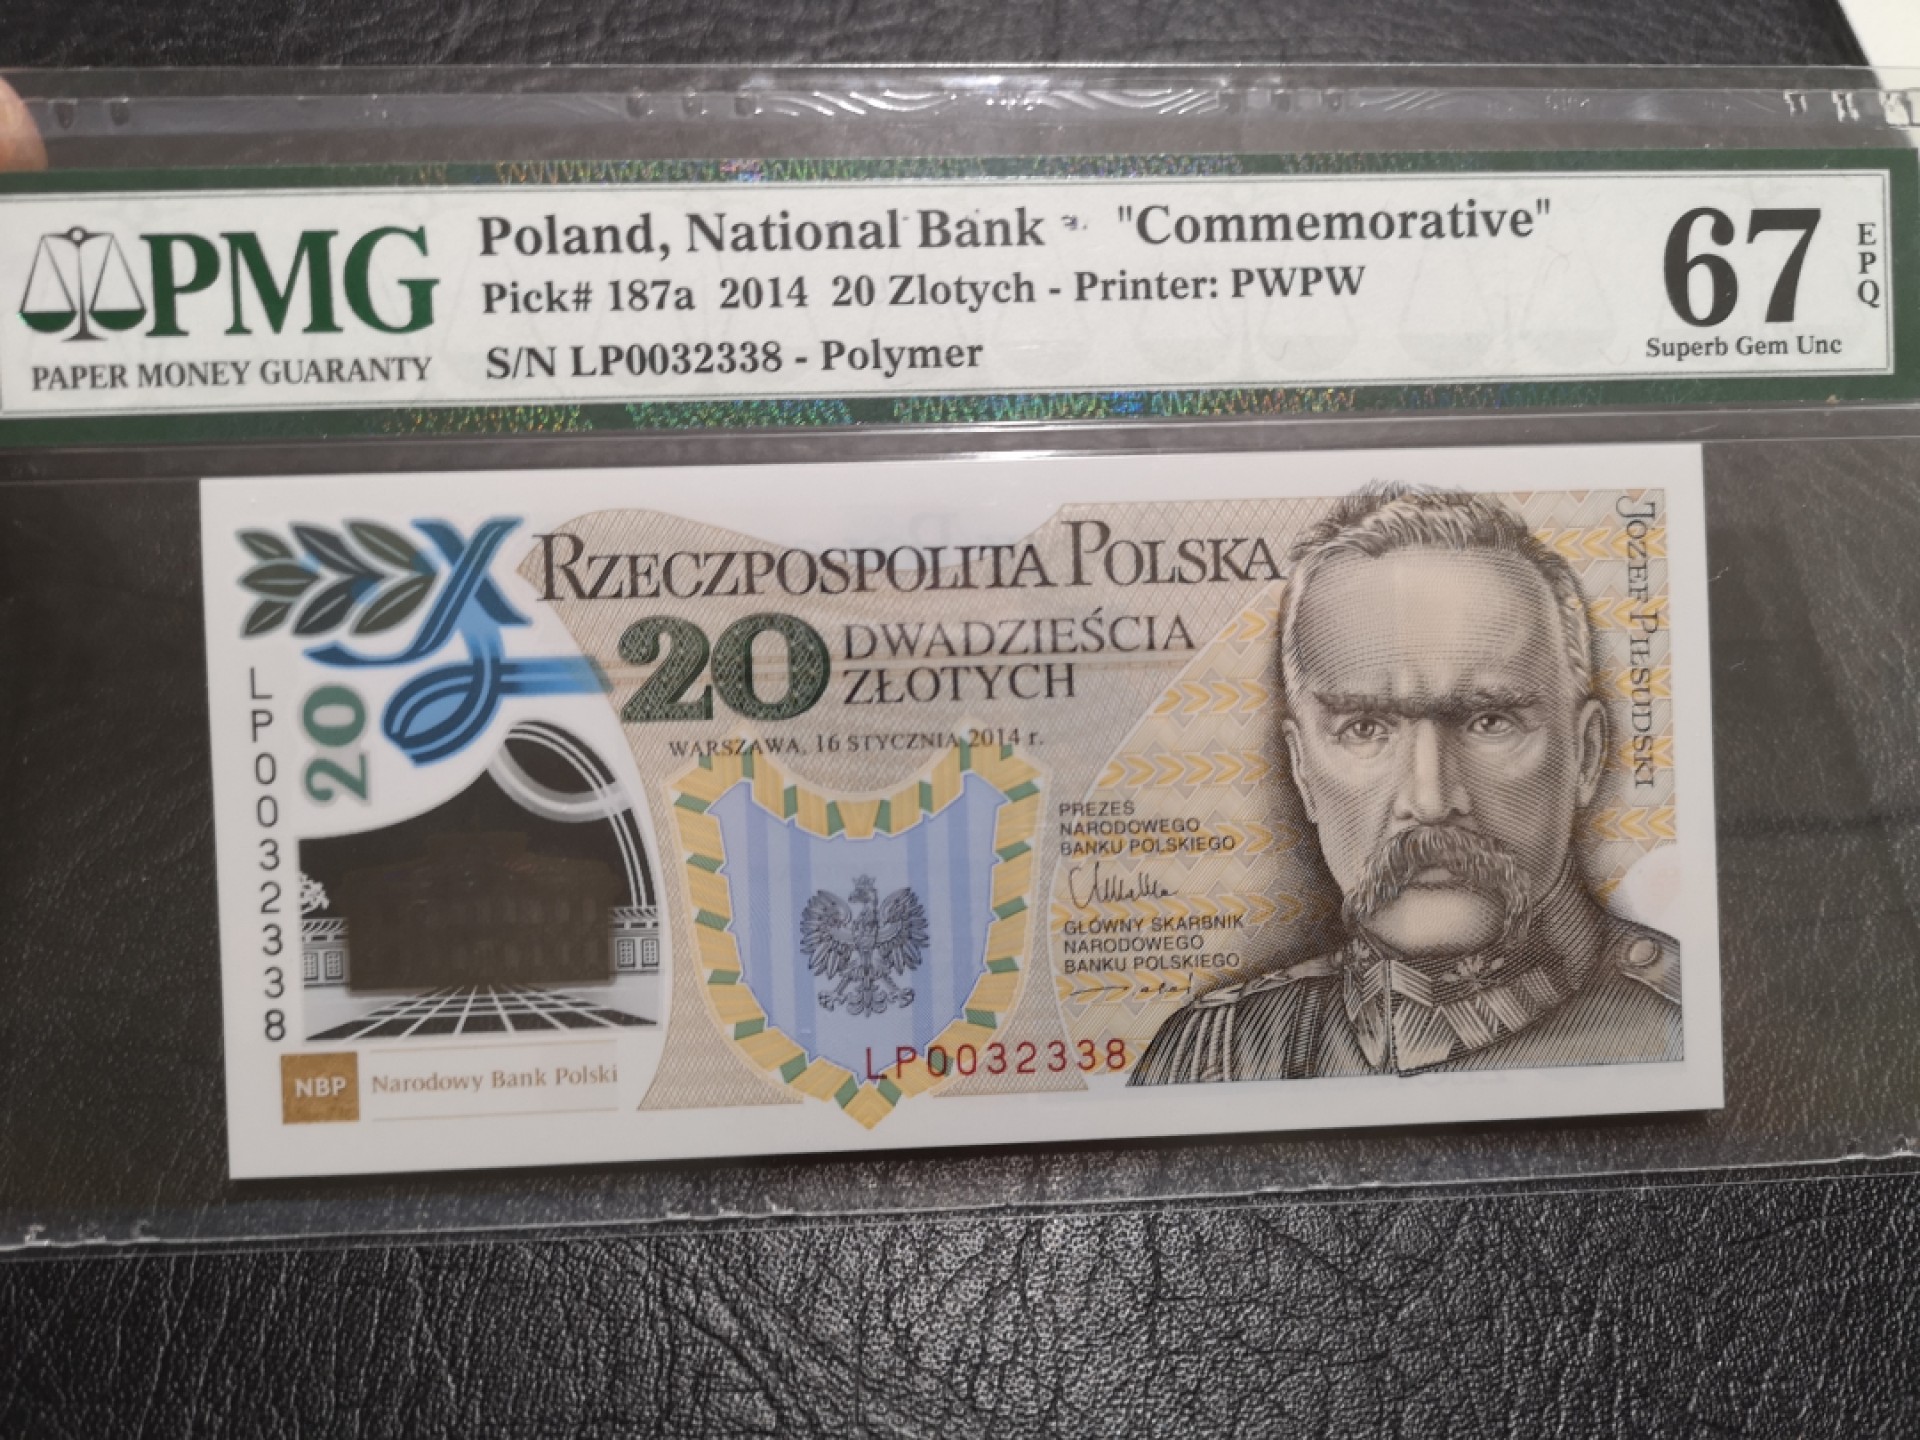 PMG
PAPER MONEY GUARANTY
Poland, National Bank "Commemorative"
Pick# 187a 2014 20 Zlotych - Printer: PWPW
S/N LP0032338 - Polymer
67
EPQ
Superb Gem Unc
RZECZPOSPOLITA POLSKA
20 DWADZIEŚCIA
ZŁOTYCH
WARSZAWA, 16 STYCZNIA 2014 r.
JÓZEF PIŁSUDSKI
LP0032338
20
PREZES
NARODOWEGO
BANKU POLSKIEGO
GŁÓWNY SKARBNIK
NARODOWEGO
BANKU POLSKIEGO
LP0032338
NBP Narodowy Bank Polski